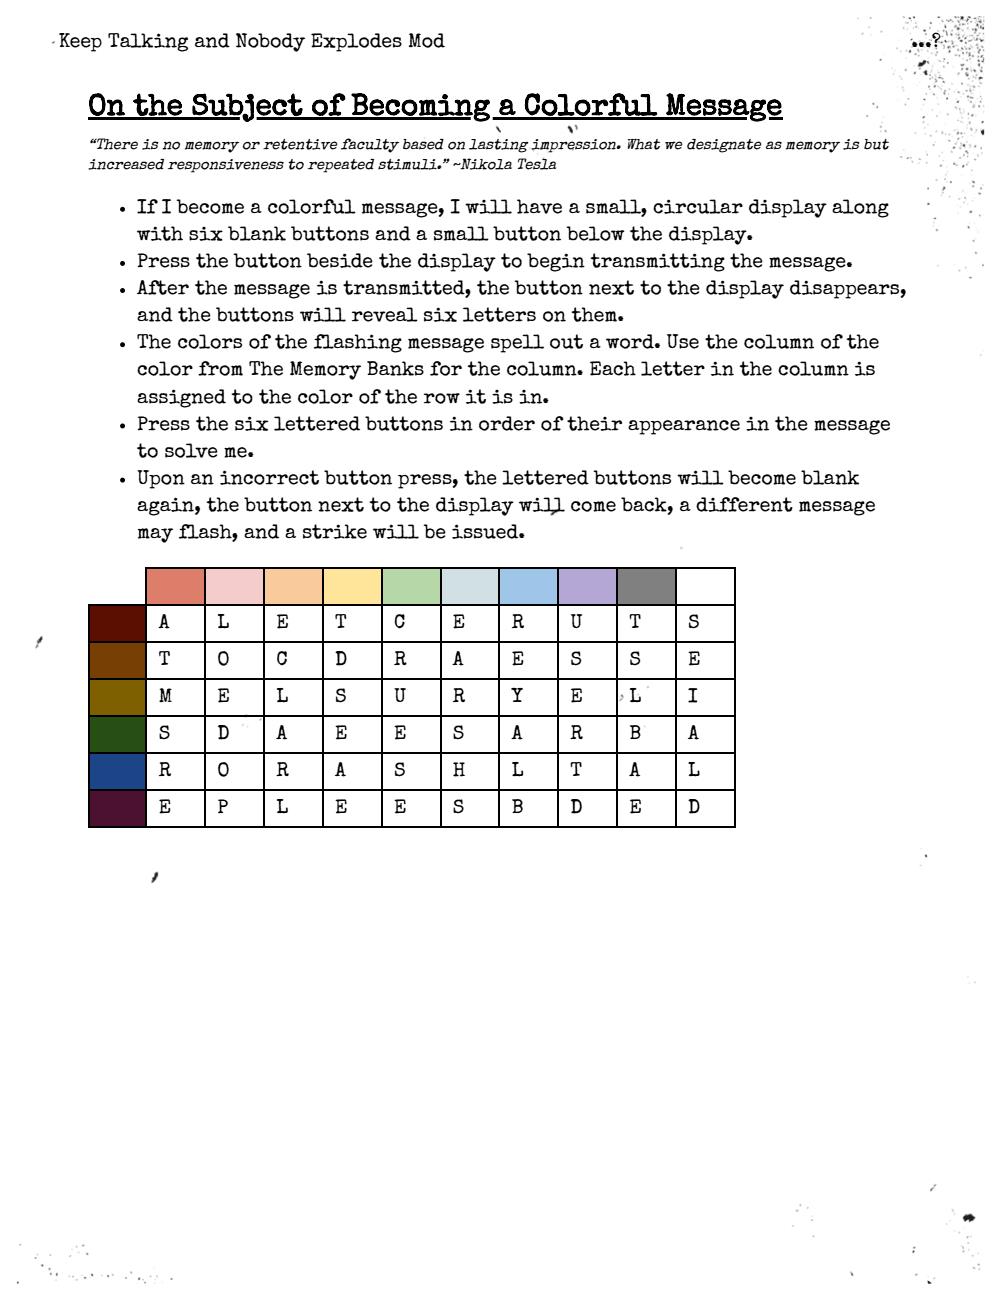 Keep Talking and Nobody Explodes Mod
...?
On the Subject of Becoming a Colorful Message
“There is no memory or retentive faculty based on lasting impression. What we designate as memory is but
increased responsiveness to repeated stimuli.” ~Nikola Tesla
• If I become a colorful message, I will have a small, circular display along
with six blank buttons and a small button below the display.
• Press the button beside the display to begin transmitting the message.
• After the message is transmitted, the button next to the display disappears,
and the buttons will reveal six letters on them.
• The colors of the flashing message spell out a word. Use the column of the
color from The Memory Banks for the column. Each letter in the column is
assigned to the color of the row it is in.
• Press the six lettered buttons in order of their appearance in the message
to solve me.
• Upon an incorrect button press, the lettered buttons will become blank
again, the button next to the display will come back, a different message
may flash, and a strike will be issued.
A L E T C E R U T S
T O C D R A E S S E
M E L S U R Y E L I
S D A E E S A R B A
R O R A S H L T A L
E P L E E S B D E D